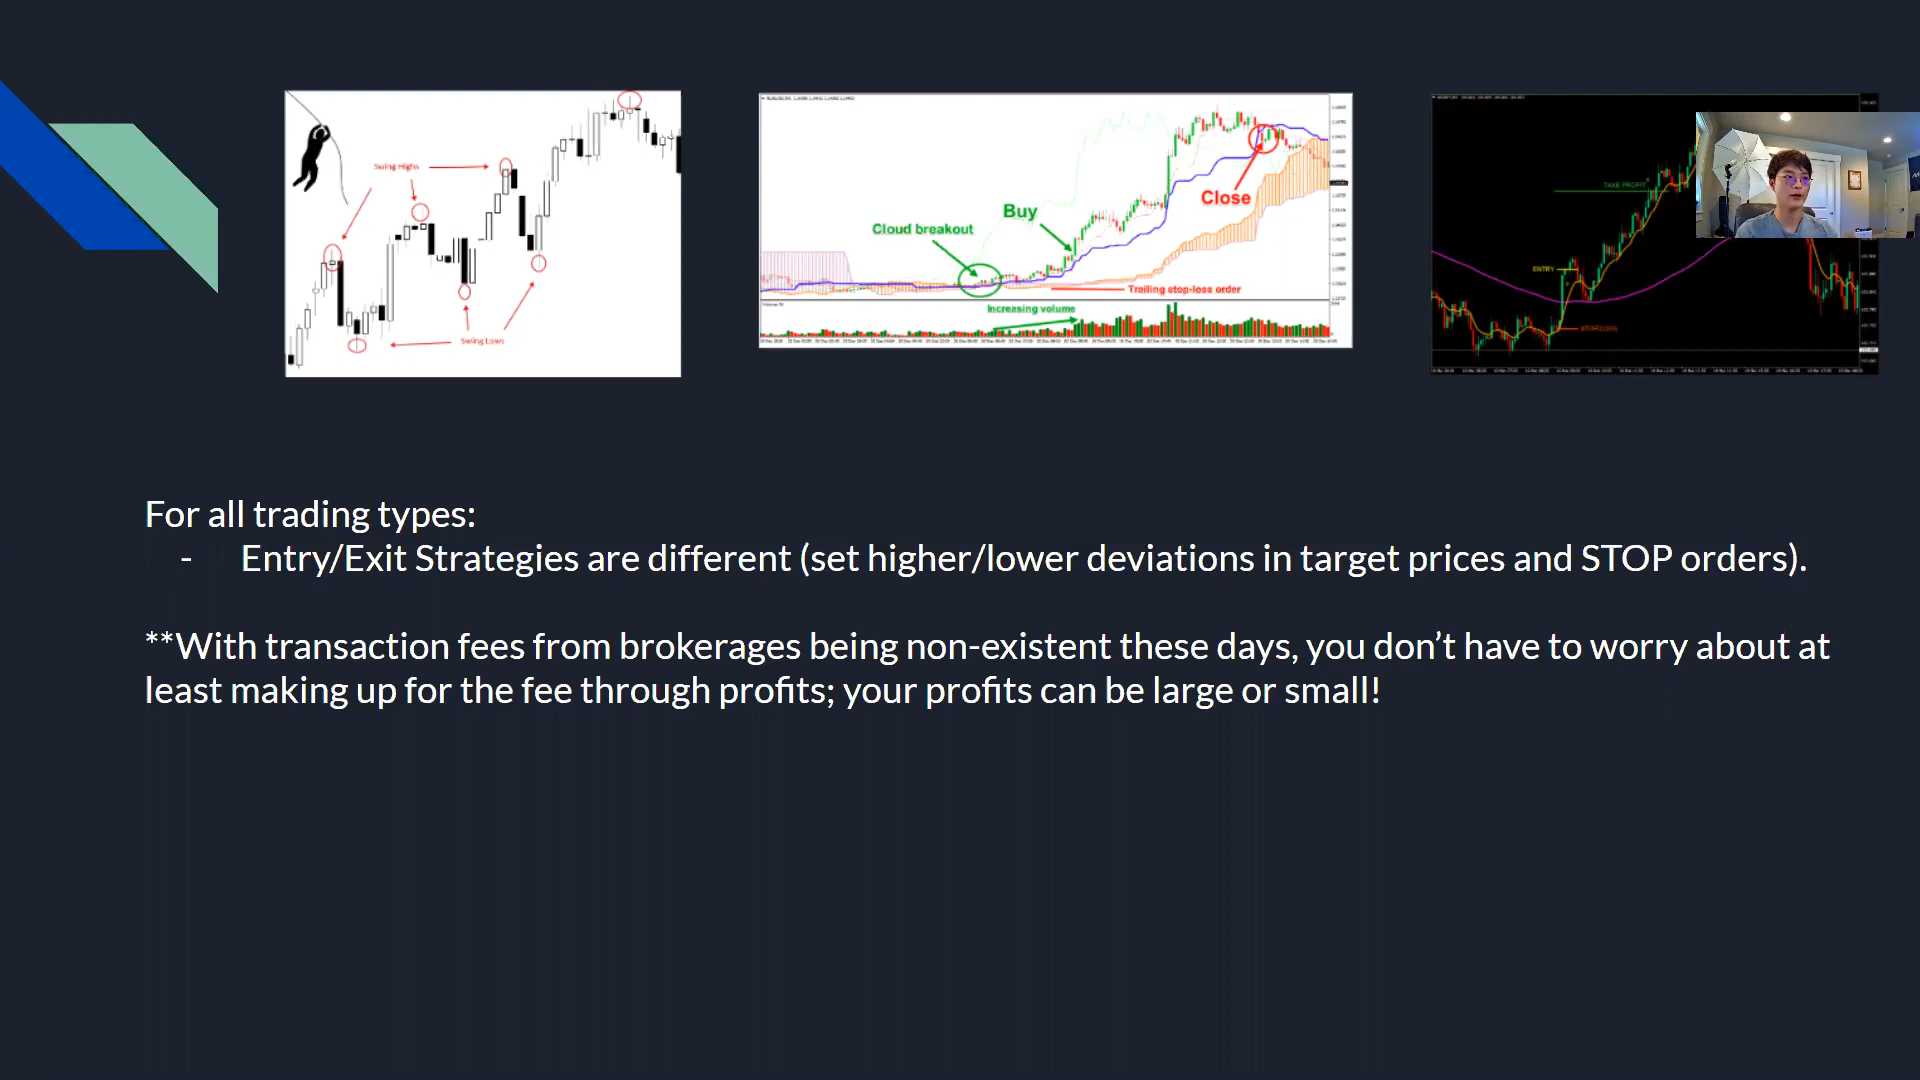 Swing Highs
Swing Lows
Cloud breakout
Buy
Close
Trailing stop-loss order
Increasing volume
TAKE PROFIT
ENTRY
For all trading types:
- Entry/Exit Strategies are different (set higher/lower deviations in target prices and STOP orders).
**With transaction fees from brokerages being non-existent these days, you don’t have to worry about at
least making up for the fee through profits; your profits can be large or small!